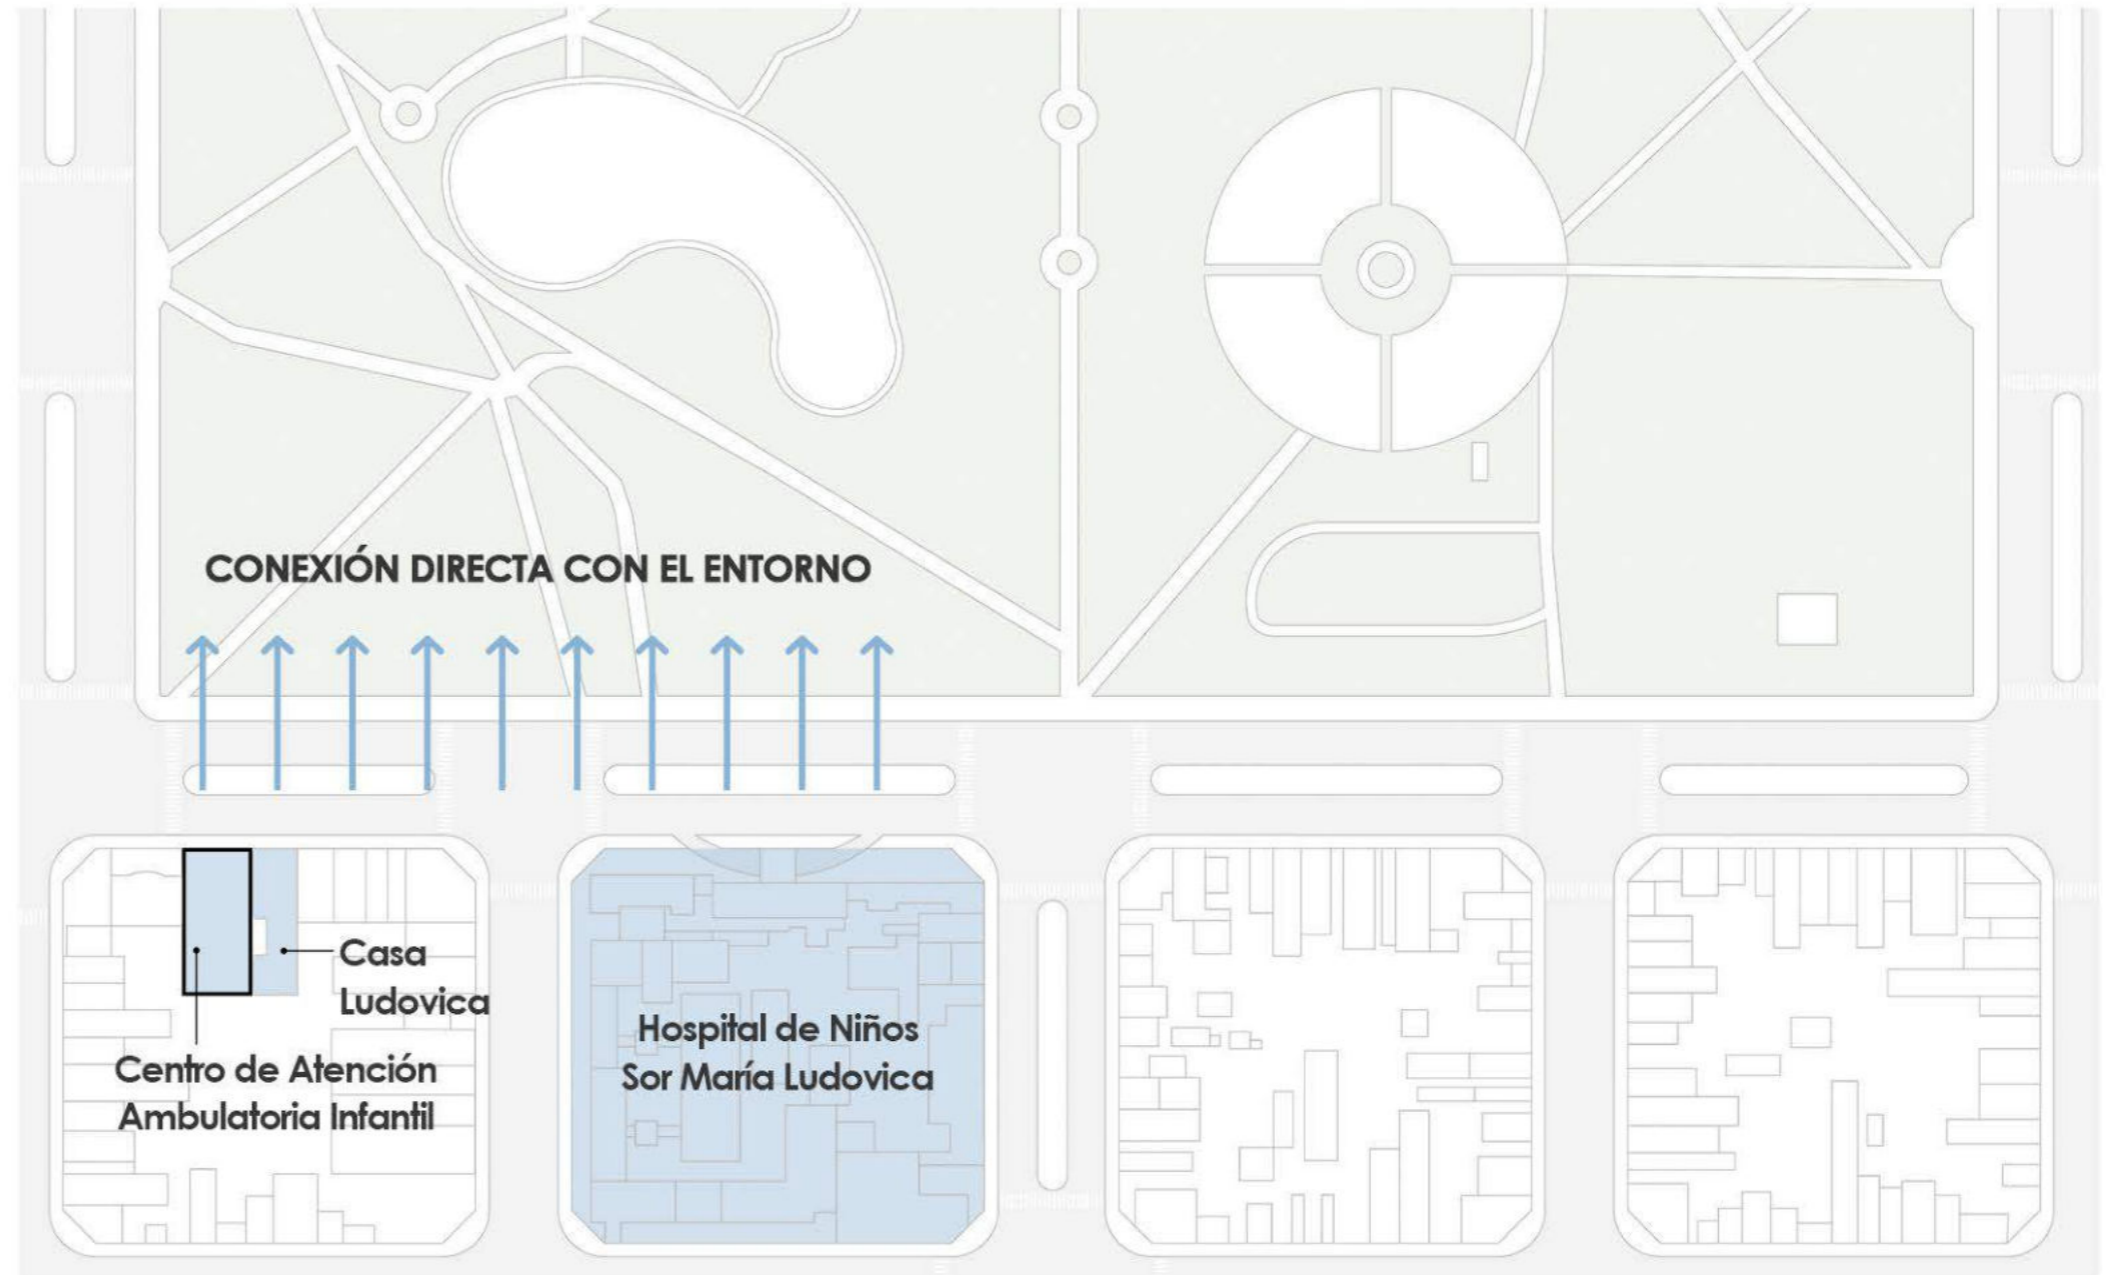 CONEXIÓN DIRECTA CON EL ENTORNO
Casa
Ludovica
Centro de Atención
Ambulatoria Infantil
Hospital de Niños
Sor María Ludovica